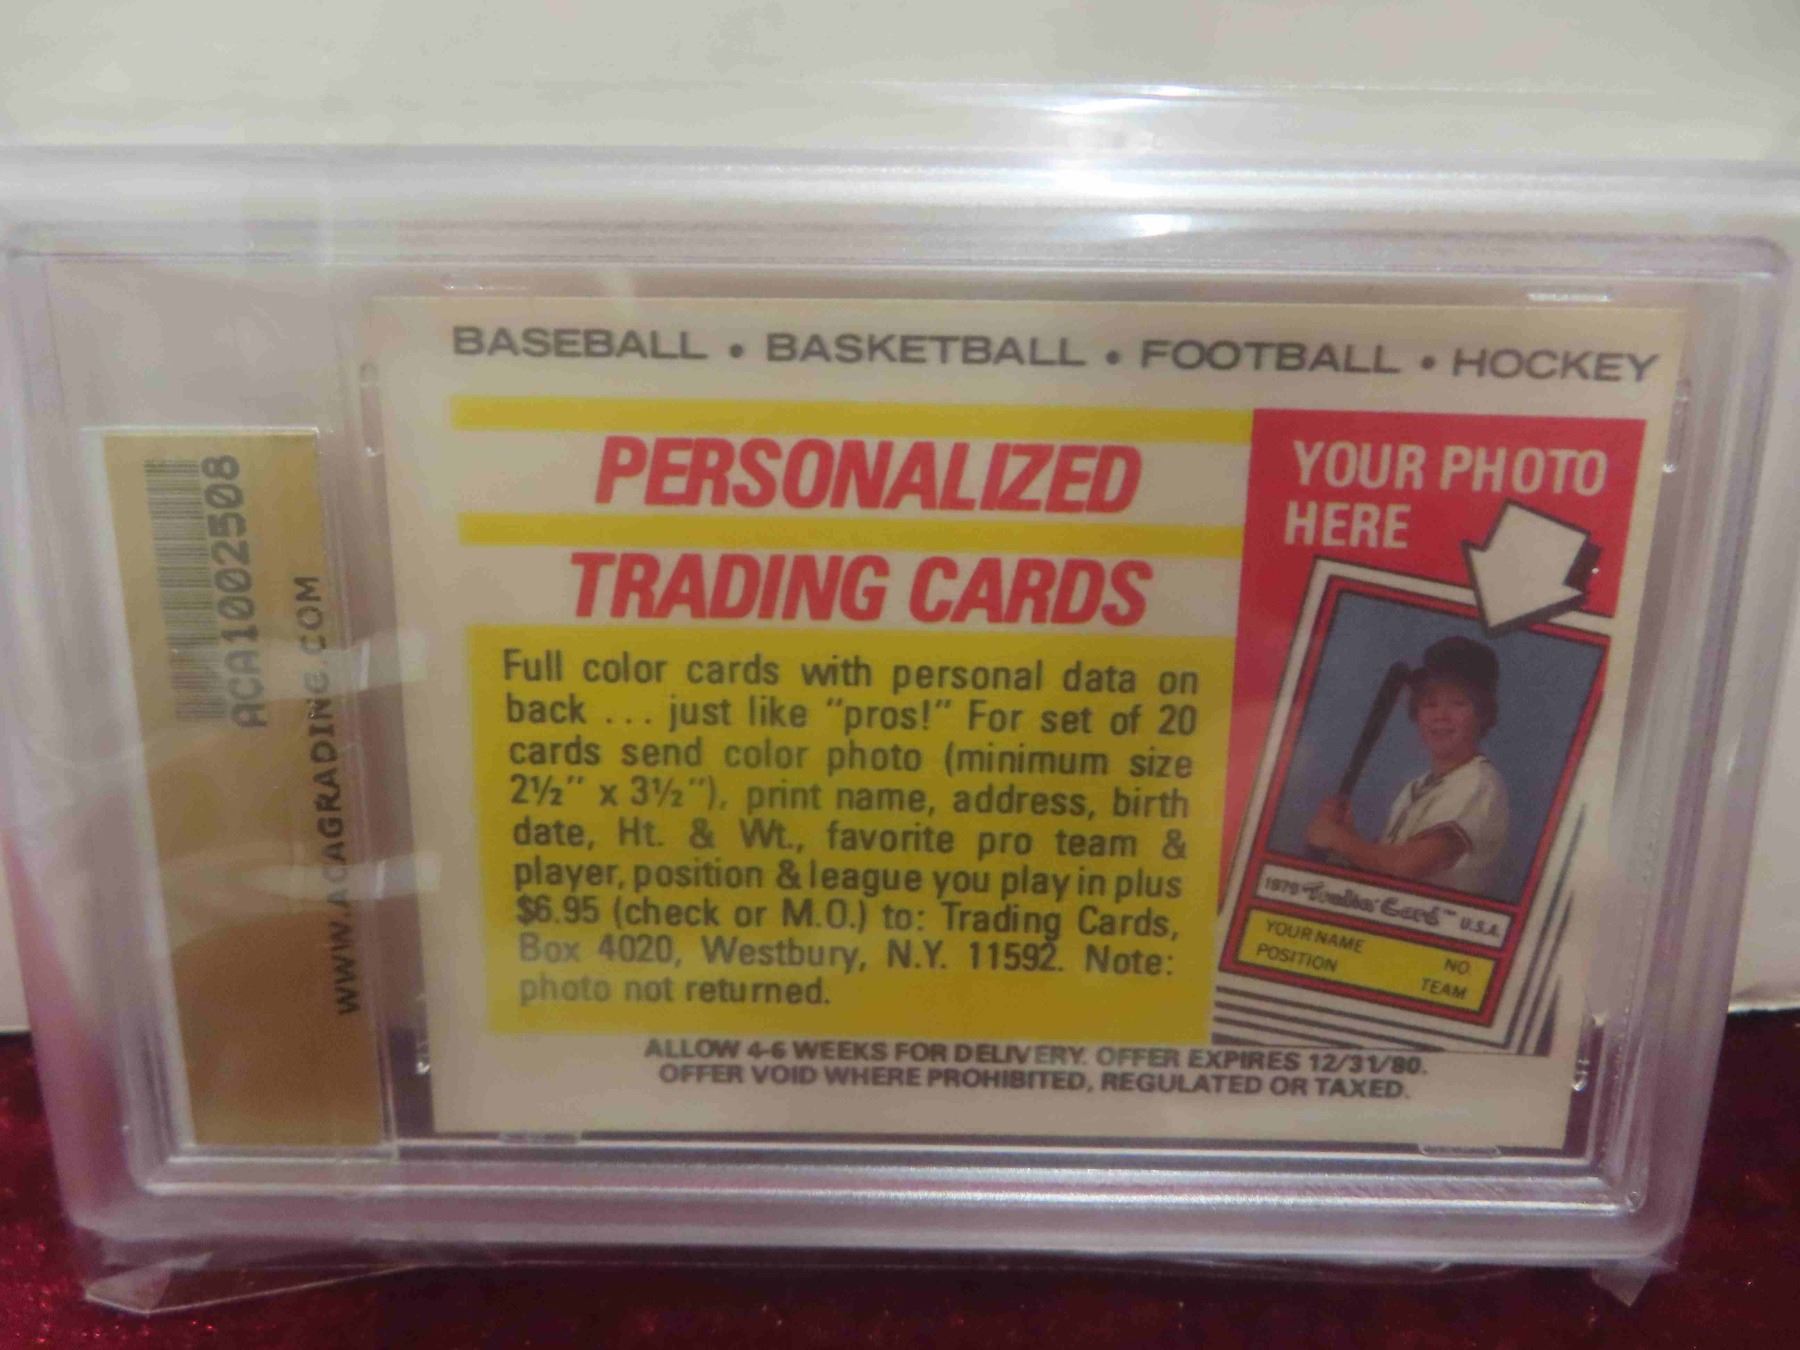 BASEBALL • BASKETBALL • FOOTBALL • HOCKEY
PERSONALIZED
TRADING CARDS
Full color cards with personal data on
back ... just like "pros!" For set of 20
cards send color photo (minimum size
2½" x 3½"), print name, address, birth
date, Ht. & Wt., favorite pro team &
player, position & league you play in plus
$6.95 (check or M.O.) to: Trading Cards,
Box 4020, Westbury, N.Y. 11592. Note:
photo not returned.
YOUR PHOTO
HERE
1979 Card™ U.S.A.
YOUR NAME NO.
POSITION TEAM
ALLOW 4-6 WEEKS FOR DELIVERY. OFFER EXPIRES 12/31/80.
OFFER VOID WHERE PROHIBITED, REGULATED OR TAXED.
ACA1002508
WWW.ACAGRADING.COM